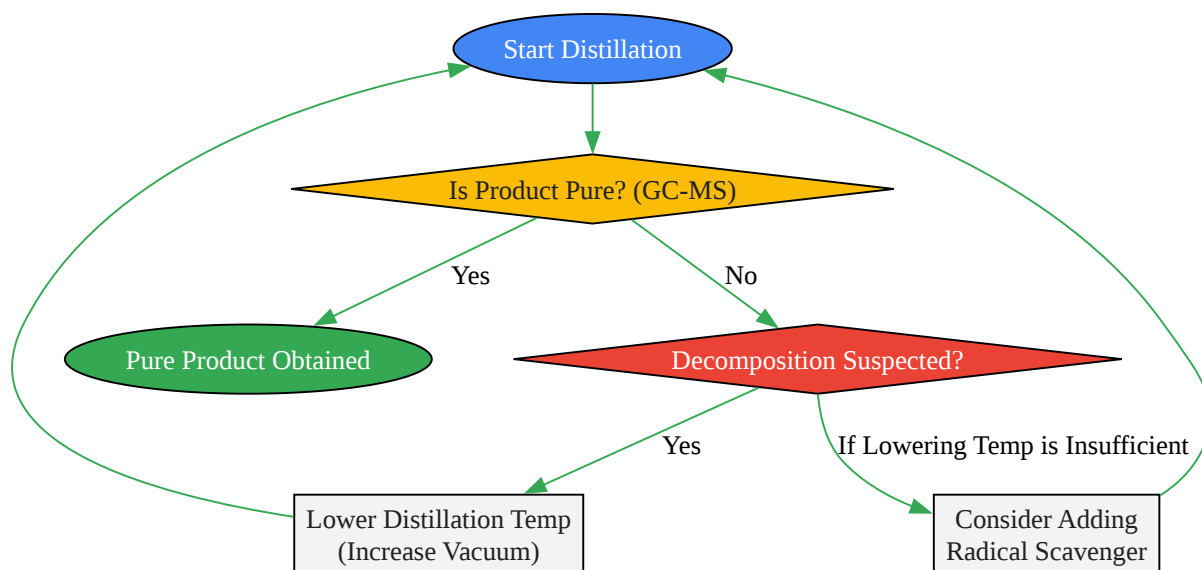 Start Distillation
Is Product Pure? (GC-MS)
Yes
No
Pure Product Obtained
Decomposition Suspected?
Yes
If Lowering Temp is Insufficient
Lower Distillation Temp
(Increase Vacuum)
Consider Adding
Radical Scavenger